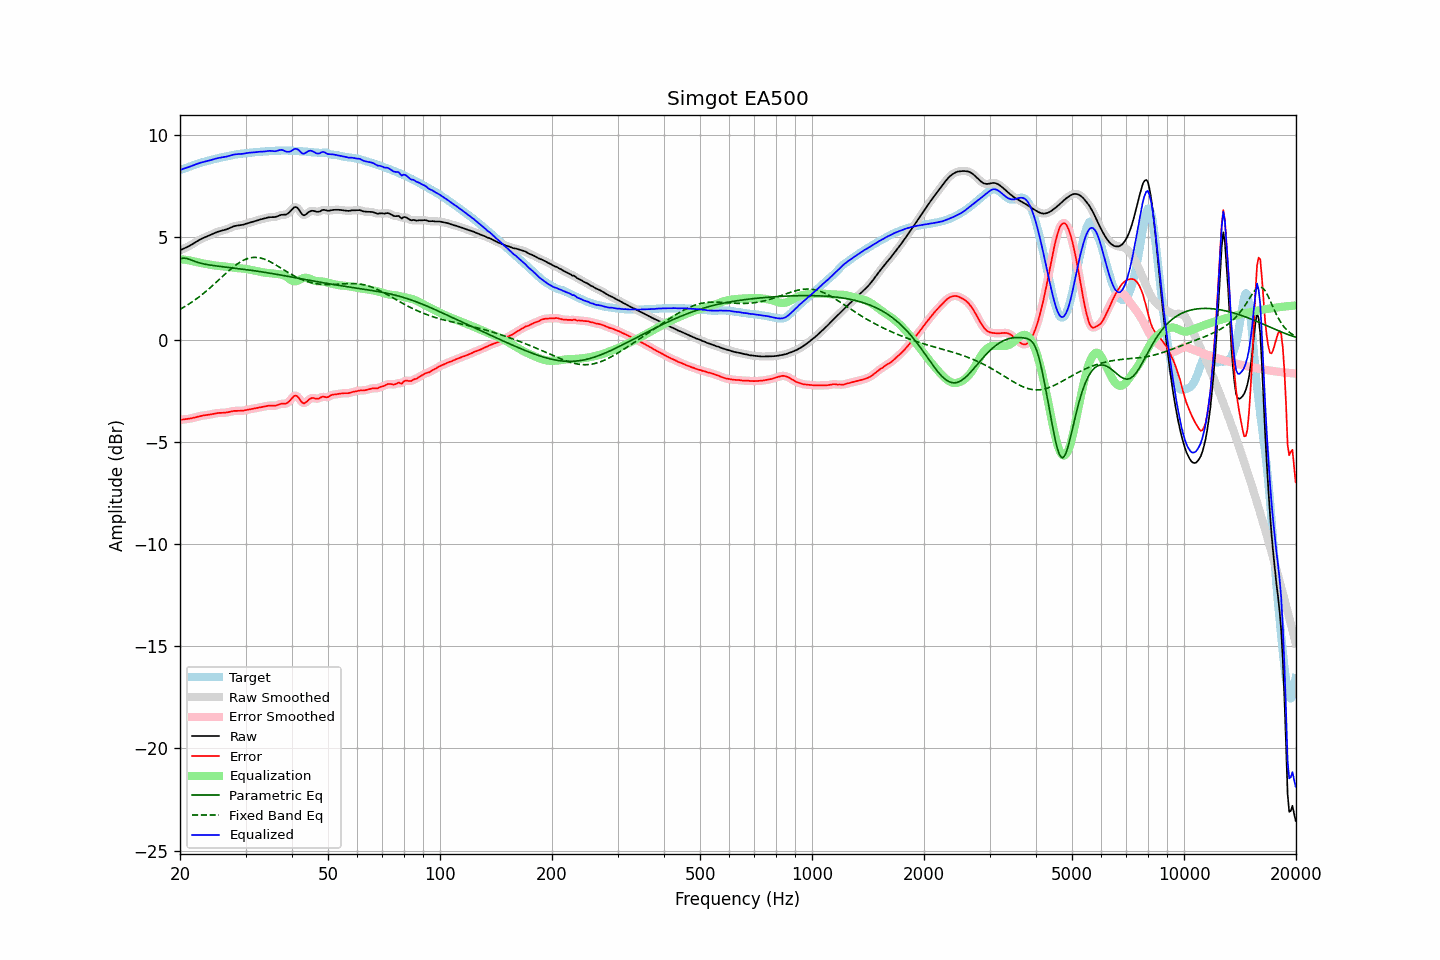 Simgot EA500
Amplitude (dBr)
10
5
0
−5
−10
−15
−20
−25
Target
Raw Smoothed
Error Smoothed
Raw
Error
Equalization
Parametric Eq
Fixed Band Eq
Equalized
20 50 100 200 500 1000 2000 5000 10000 20000
Frequency (Hz)